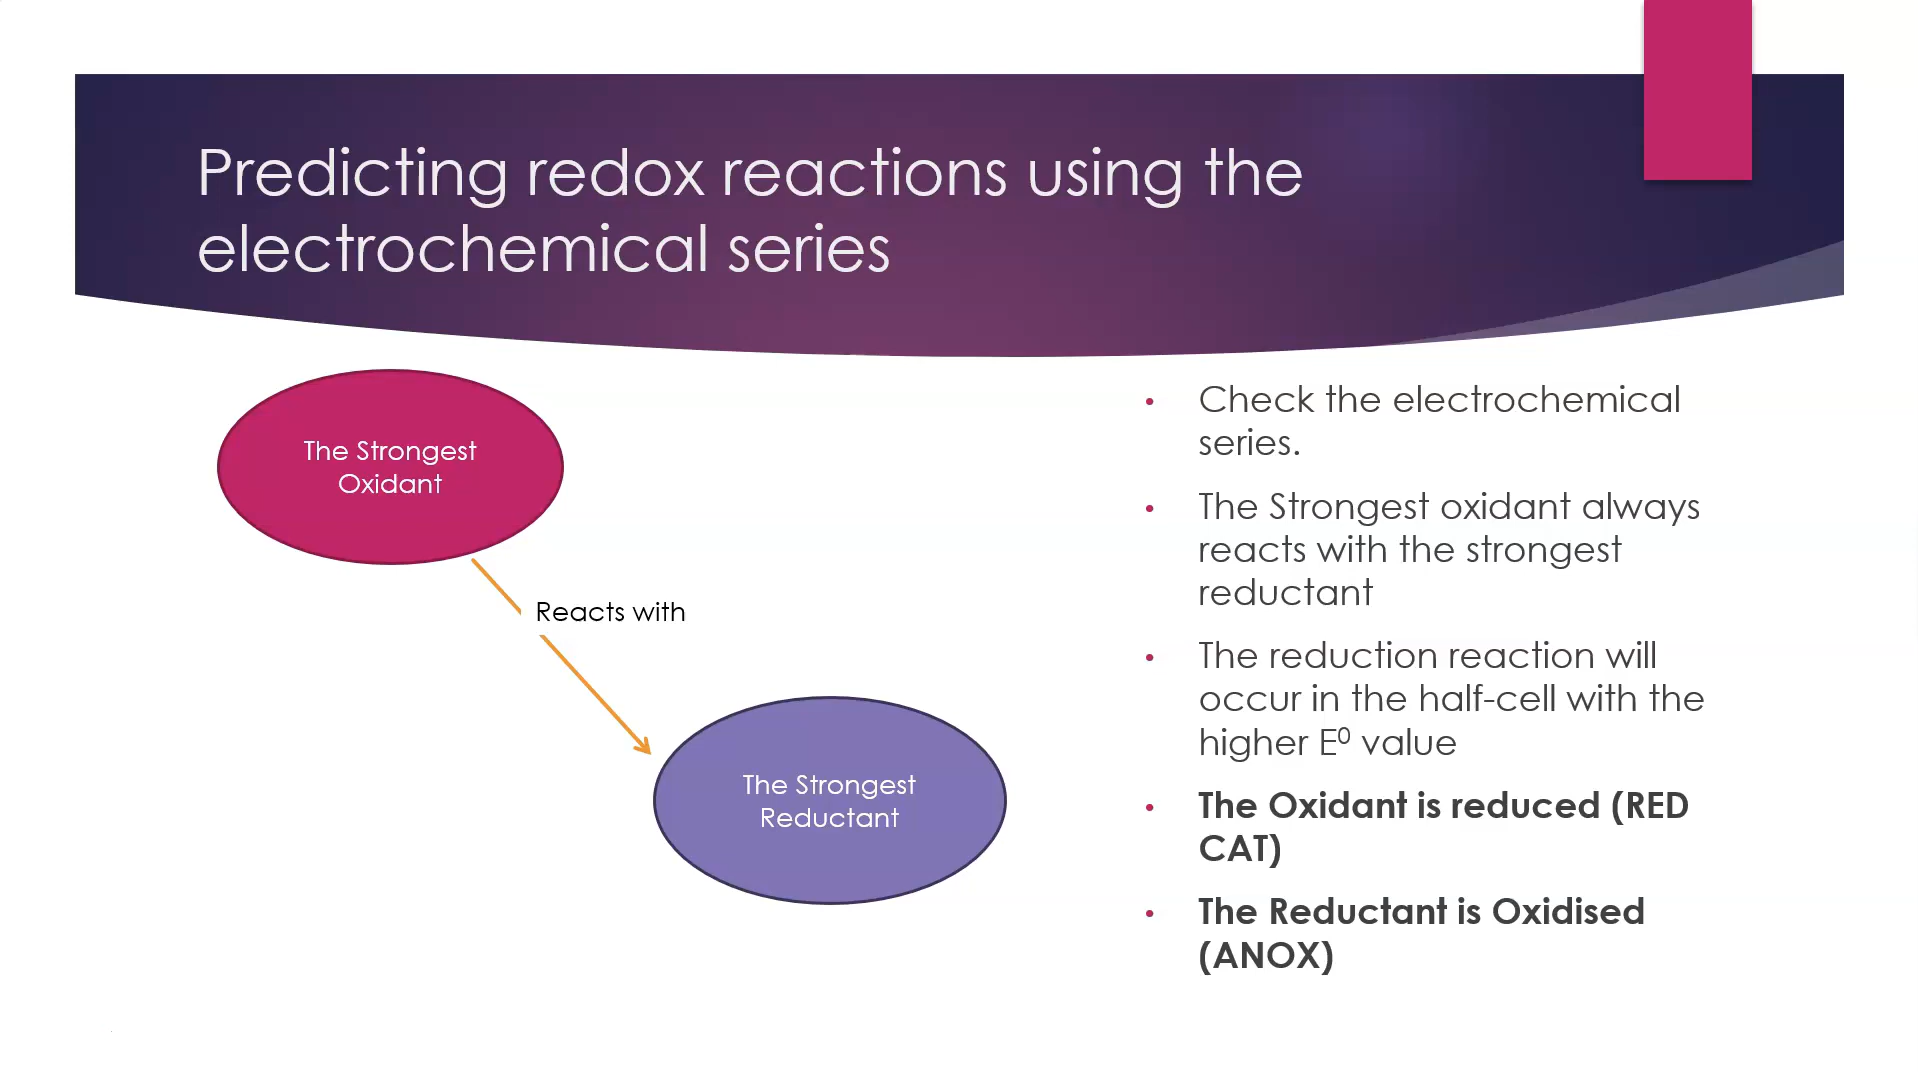 Predicting redox reactions using the
electrochemical series
The Strongest
Oxidant
Reacts with
The Strongest
Reductant
• Check the electrochemical
series.
• The Strongest oxidant always
reacts with the strongest
reductant
• The reduction reaction will
occur in the half-cell with the
higher E⁰ value
• The Oxidant is reduced (RED
CAT)
• The Reductant is Oxidised
(ANOX)